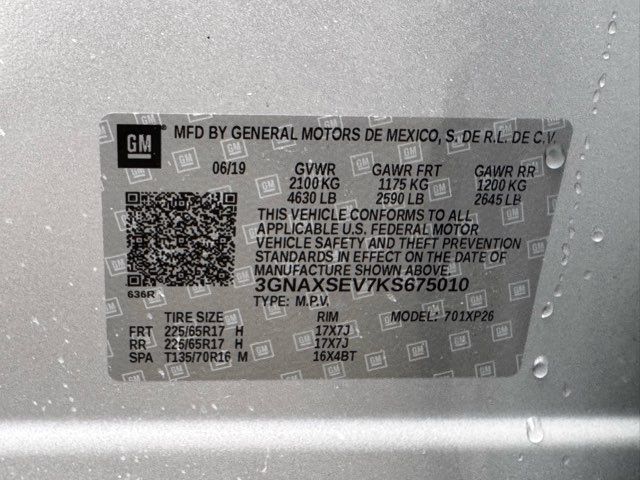 GM MFD BY GENERAL MOTORS DE MEXICO, S. DE R.L. DE C.V.
06/19 GVWR GAWR FRT GAWR RR
2100 KG 1175 KG 1200 KG
4630 LB 2590 LB 2645 LB
THIS VEHICLE CONFORMS TO ALL
APPLICABLE U.S. FEDERAL MOTOR
VEHICLE SAFETY AND THEFT PREVENTION
STANDARDS IN EFFECT ON THE DATE OF
MANUFACTURE SHOWN ABOVE.
636R 3GNAXSEV7KS675010
TYPE: M.P.V.
TIRE SIZE RIM MODEL: 701XP26
FRT 225/65R17 H 17X7J
RR 225/65R17 H 17X7J
SPA T135/70R16 M 16X4BT